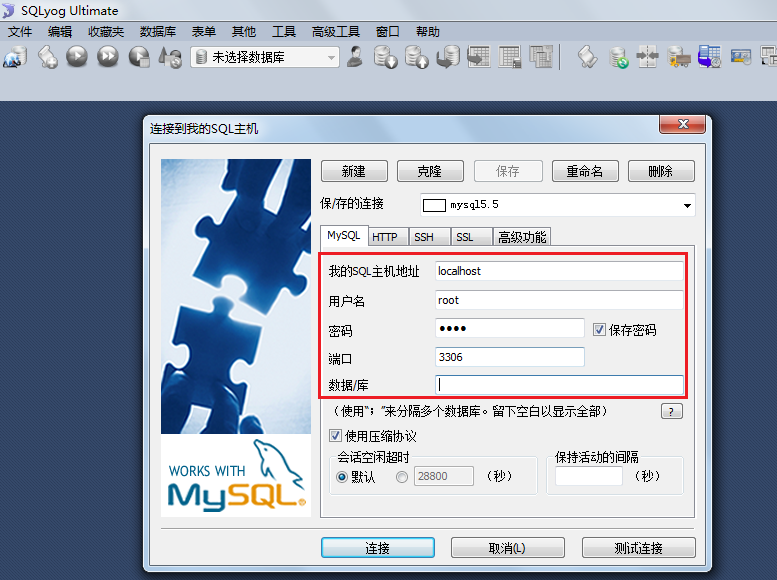 SQLyog Ultimate
文件 编辑 收藏夹 数据库 表单 其他 工具 高级工具 窗口 帮助
未选择数据库
连接到我的SQL主机
新建 克隆 保存 重命名 删除
保/存的连接 mysql5.5
MySQL HTTP SSH SSL 高级功能
我的SQL主机地址 localhost
用户名 root
密码 ●●●● 保存密码
端口 3306
数据/库
(使用“;”来分隔多个数据库。留下空白以显示全部) ?
使用压缩协议
会话空闲超时 保持活动的间隔
默认 28800 (秒) (秒)
WORKS WITH
MySQL®
连接 取消(L) 测试连接